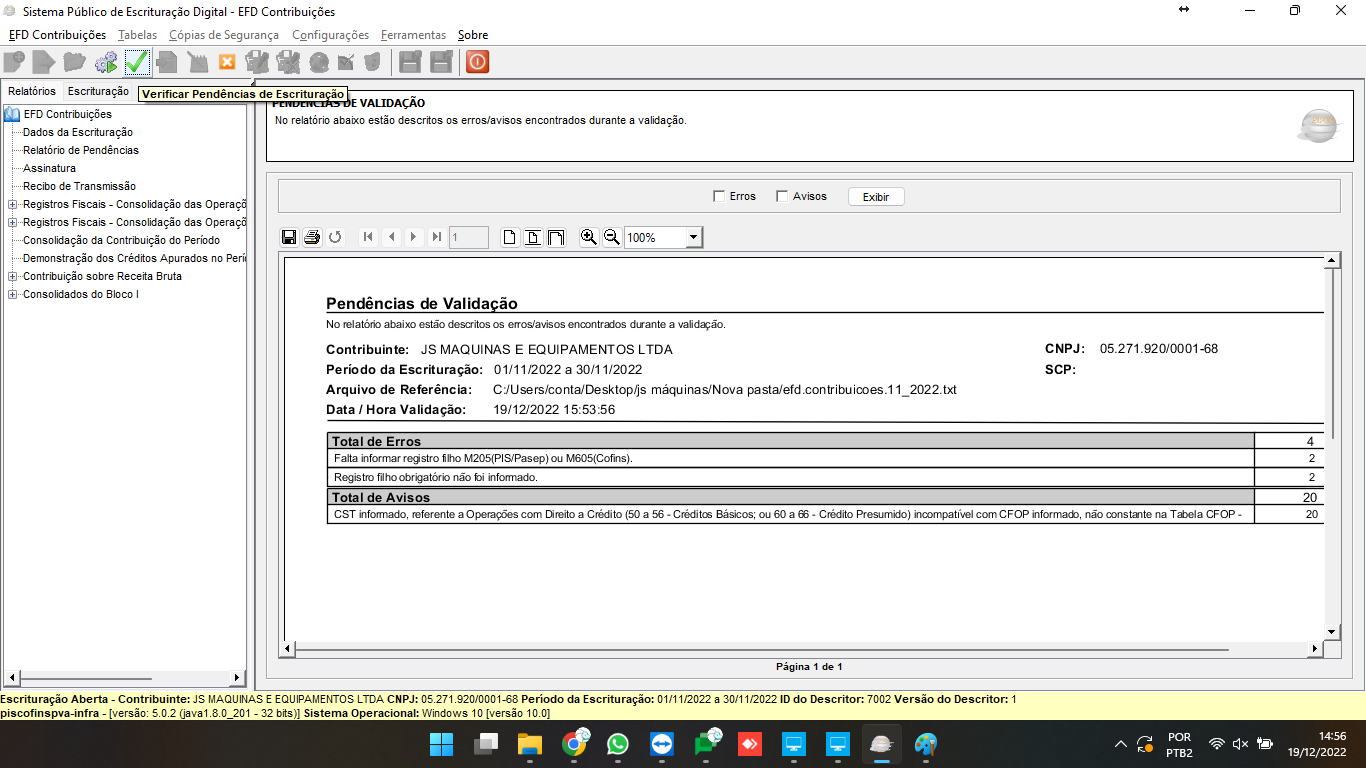 Sistema Público de Escrituração Digital - EFD Contribuições
EFD Contribuições Tabelas Cópias de Segurança Configurações Ferramentas Sobre
Relatórios Escrituração
Verificar Pendências de Escrituração
PENDÊNCIAS DE VALIDAÇÃO
No relatório abaixo estão descritos os erros/avisos encontrados durante a validação.
EFD Contribuições
Dados da Escrituração
Relatório de Pendências
Assinatura
Recibo de Transmissão
Registros Fiscais - Consolidação das Operaçõ
Registros Fiscais - Consolidação das Operaçõ
Consolidação da Contribuição do Período
Demonstração dos Créditos Apurados no Perí
Contribuição sobre Receita Bruta
Consolidados do Bloco I
Erros Avisos Exibir
1 100%
Pendências de Validação
No relatório abaixo estão descritos os erros/avisos encontrados durante a validação.
Contribuinte: JS MAQUINAS E EQUIPAMENTOS LTDA CNPJ: 05.271.920/0001-68
Período da Escrituração: 01/11/2022 a 30/11/2022 SCP:
Arquivo de Referência: C:/Users/conta/Desktop/js máquinas/Nova pasta/efd.contribuicoes.11_2022.txt
Data / Hora Validação: 19/12/2022 15:53:56
Total de Erros 4
Falta informar registro filho M205(PIS/Pasep) ou M605(Cofins). 2
Registro filho obrigatório não foi informado. 2
Total de Avisos 20
CST informado, referente a Operações com Direito a Crédito (50 a 56 - Créditos Básicos; ou 60 a 66 - Crédito Presumido) incompatível com CFOP informado, não constante na Tabela CFOP - 20
Página 1 de 1
Escrituração Aberta - Contribuinte: JS MAQUINAS E EQUIPAMENTOS LTDA CNPJ: 05.271.920/0001-68 Período da Escrituração: 01/11/2022 a 30/11/2022 ID do Descritor: 7002 Versão do Descritor: 1
piscofinspva-infra - [versão: 5.0.2 (java1.8.0_201 - 32 bits)] Sistema Operacional: Windows 10 [versão 10.0]
POR 14:56
PTB2 19/12/2022